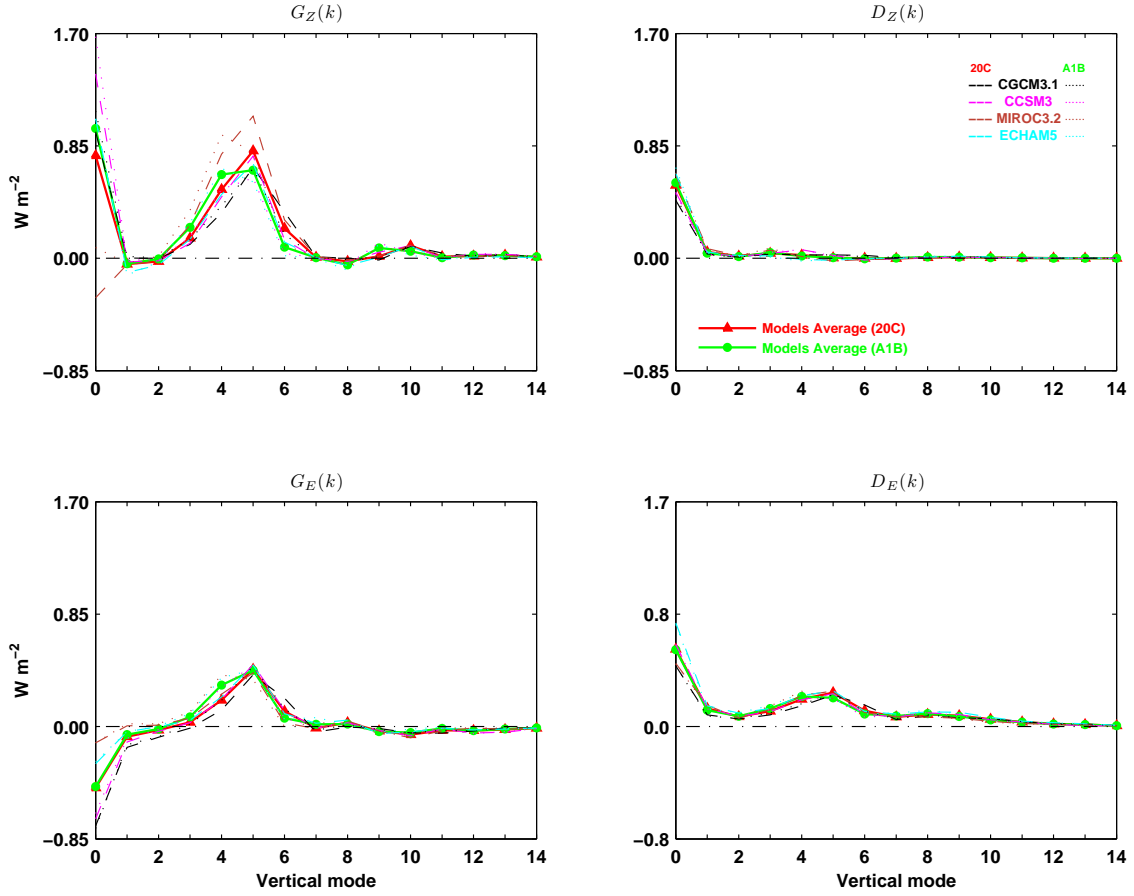 G_Z(k)
D_Z(k)
1.70
0.85
0.00
−0.85
W m−2
0 2 4 6 8 10 12 14
1.70
0.85
0.00
−0.85
20C A1B
CGCM3.1
CCSM3
MIROC3.2
ECHAM5
Models Average (20C)
Models Average (A1B)
0 2 4 6 8 10 12 14
G_E(k)
D_E(k)
1.70
0.85
0.00
−0.85
W m−2
0 2 4 6 8 10 12 14
Vertical mode
1.7
0.8
0.00
−0.8
0 2 4 6 8 10 12 14
Vertical mode